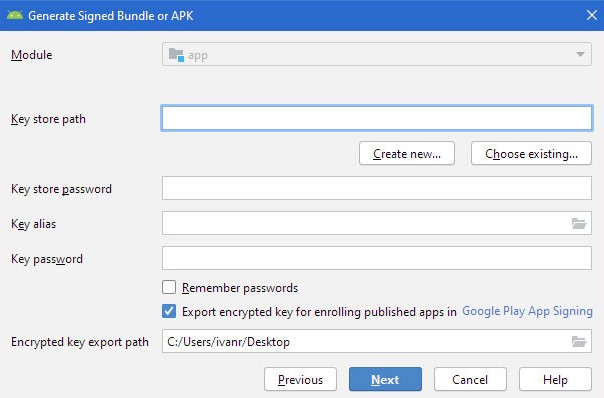 Generate Signed Bundle or APK
Module
app
Key store path
Create new...
Choose existing...
Key store password
Key alias
Key password
Remember passwords
Export encrypted key for enrolling published apps in Google Play App Signing
Encrypted key export path
C:/Users/ivanr/Desktop
Previous
Next
Cancel
Help